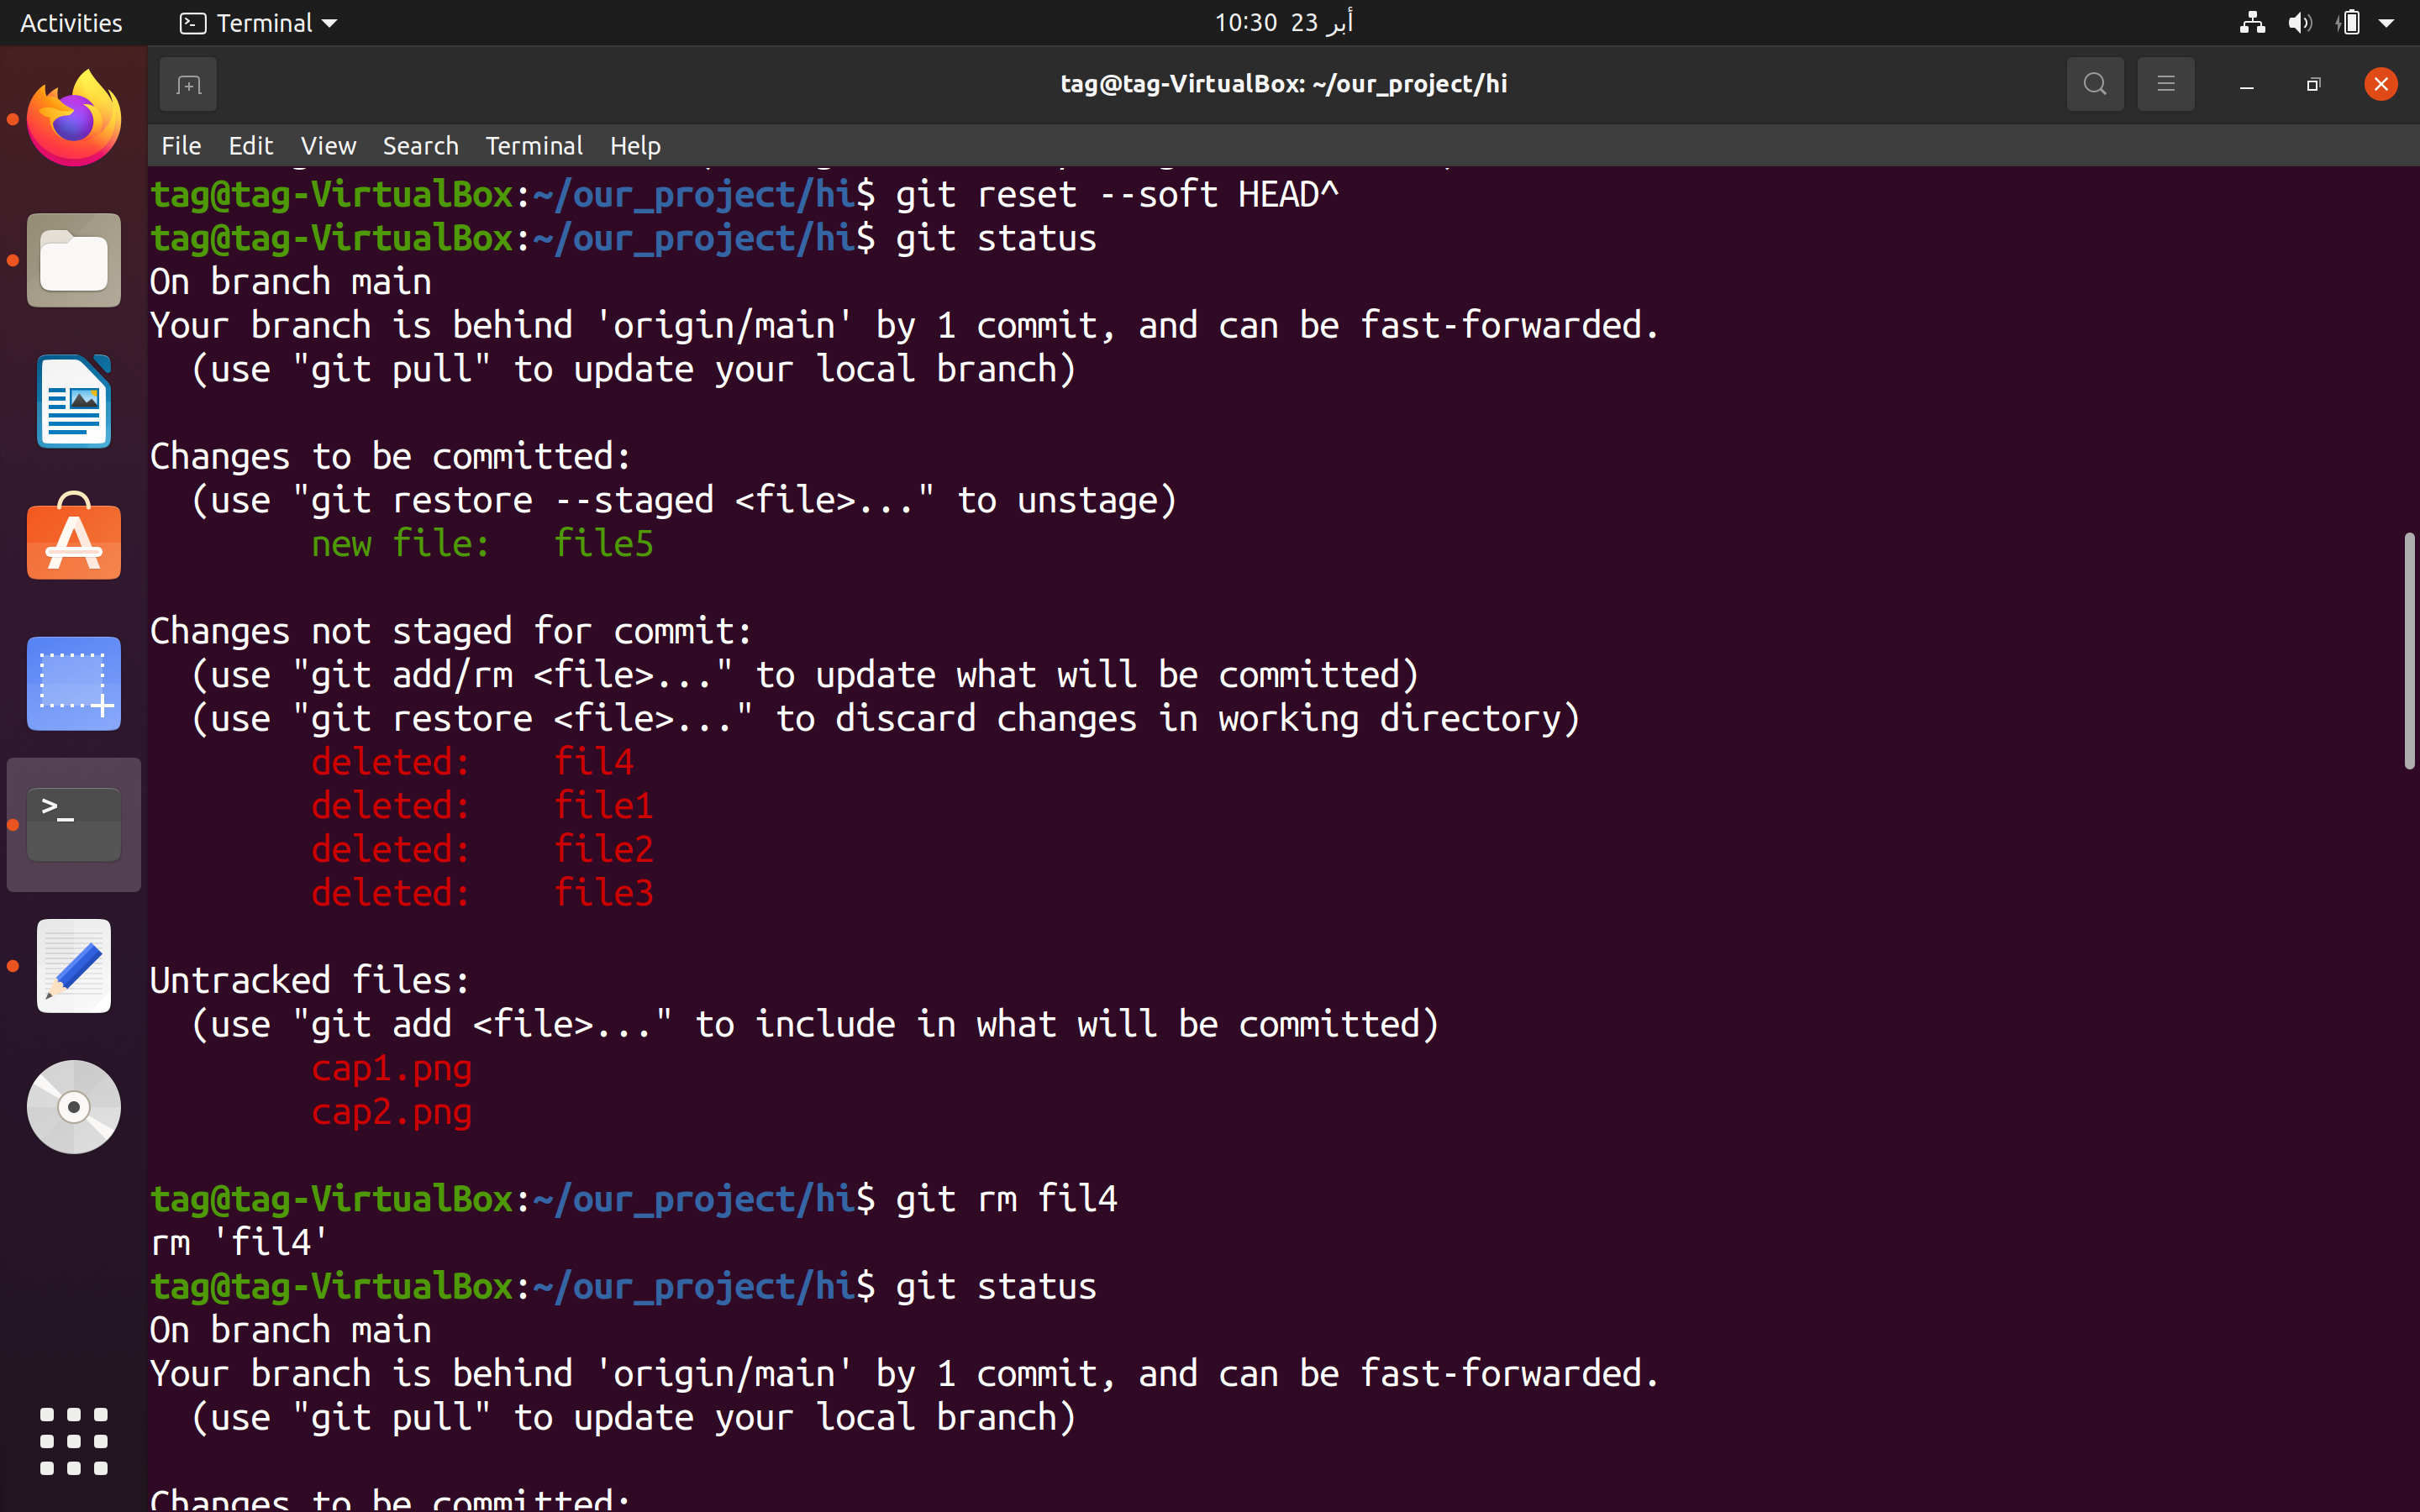 Activities
Terminal
10:30 23 أبر
tag@tag-VirtualBox: ~/our_project/hi
File Edit View Search Terminal Help
tag@tag-VirtualBox:~/our_project/hi$ git reset --soft HEAD^
tag@tag-VirtualBox:~/our_project/hi$ git status
On branch main
Your branch is behind 'origin/main' by 1 commit, and can be fast-forwarded.
  (use "git pull" to update your local branch)
Changes to be committed:
  (use "git restore --staged <file>..." to unstage)
        new file:   file5
Changes not staged for commit:
  (use "git add/rm <file>..." to update what will be committed)
  (use "git restore <file>..." to discard changes in working directory)
        deleted:    fil4
        deleted:    file1
        deleted:    file2
        deleted:    file3
Untracked files:
  (use "git add <file>..." to include in what will be committed)
        cap1.png
        cap2.png
tag@tag-VirtualBox:~/our_project/hi$ git rm fil4
rm 'fil4'
tag@tag-VirtualBox:~/our_project/hi$ git status
On branch main
Your branch is behind 'origin/main' by 1 commit, and can be fast-forwarded.
  (use "git pull" to update your local branch)
Changes to be committed: